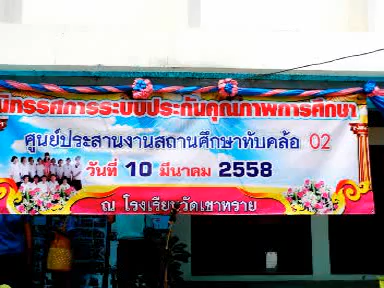 นิทรรศการระบบประกันคุณภาพการศึกษา
ศูนย์ประสานงานสถานศึกษาทับคล้อ 02
วันที่ 10 มีนาคม 2558
ณ โรงเรียนวัดเขาทราย